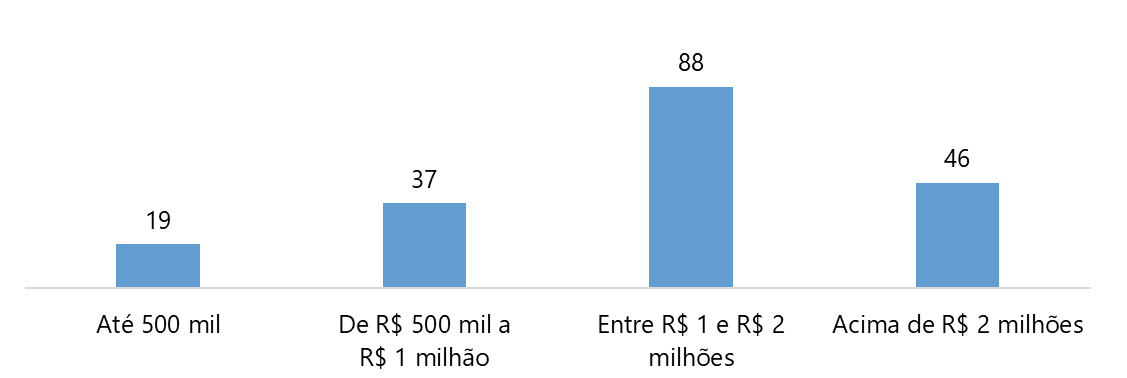 88
46
37
19
Até 500 mil
De R$ 500 mil a
R$ 1 milhão
Entre R$ 1 e R$ 2
milhões
Acima de R$ 2 milhões